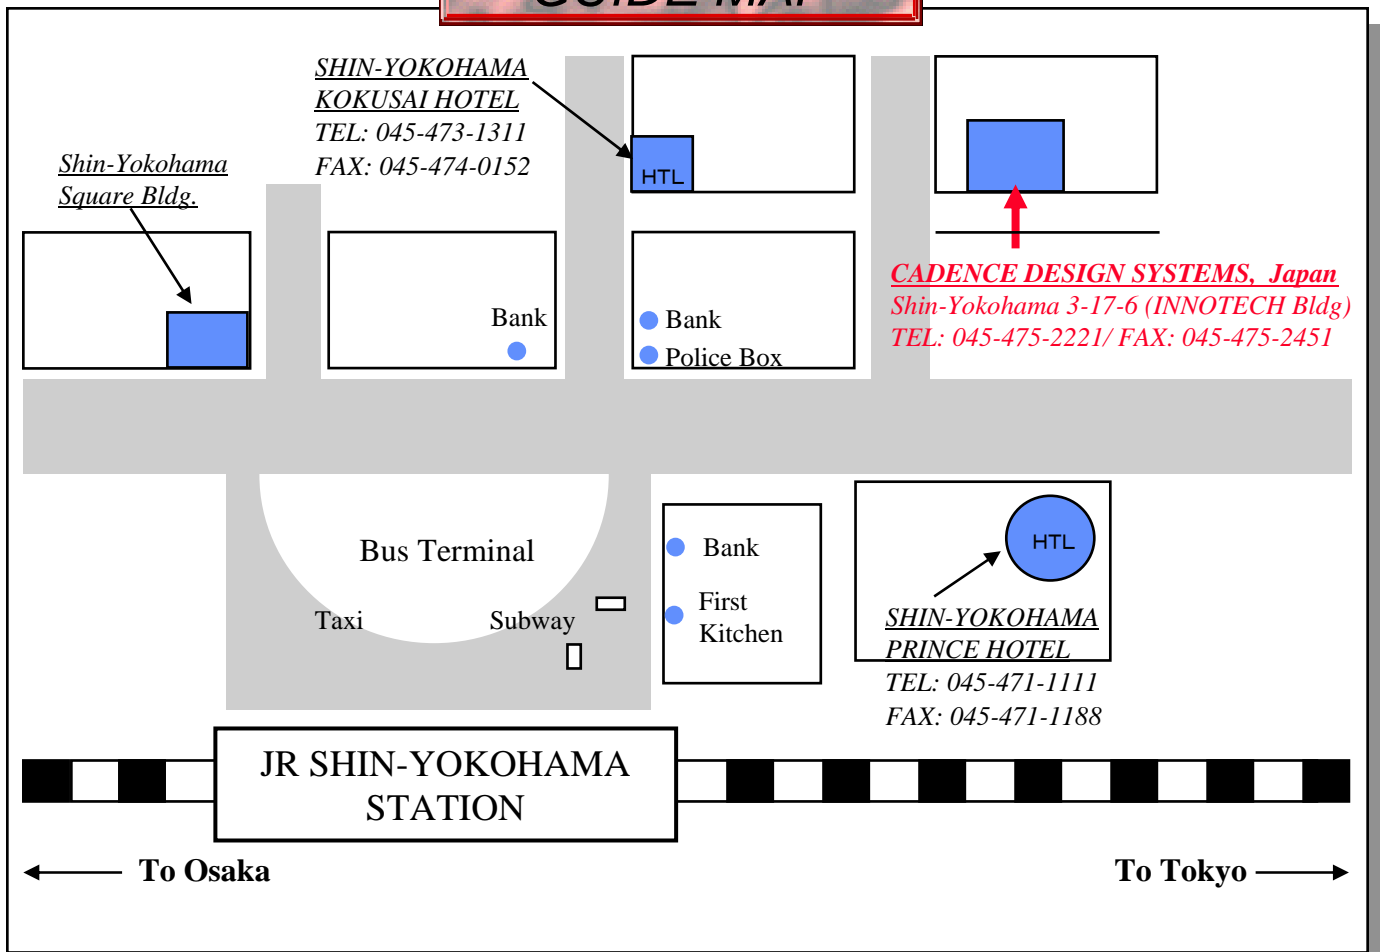 GUIDE MAP
SHIN-YOKOHAMA
KOKUSAI HOTEL
TEL: 045-473-1311
FAX: 045-474-0152
Shin-Yokohama
Square Bldg.
HTL
CADENCE DESIGN SYSTEMS, Japan
Shin-Yokohama 3-17-6 (INNOTECH Bldg)
TEL: 045-475-2221/ FAX: 045-475-2451
Bank
Bank
Police Box
Bus Terminal
Taxi
Subway
Bank
First
Kitchen
HTL
SHIN-YOKOHAMA
PRINCE HOTEL
TEL: 045-471-1111
FAX: 045-471-1188
JR SHIN-YOKOHAMA
STATION
To Osaka
To Tokyo